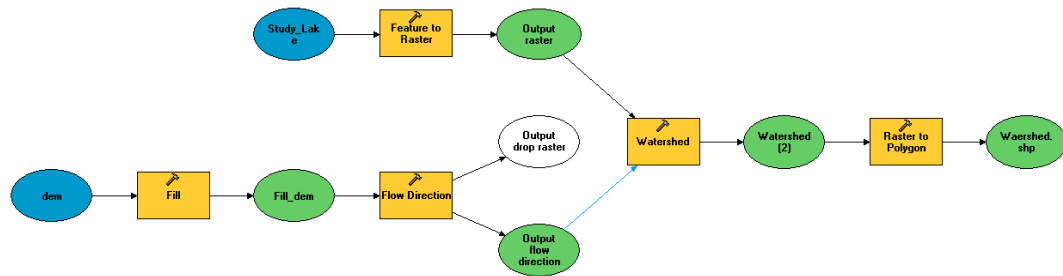 Study_Lak
e
Feature to
Raster
Output
raster
Output
drop raster
Watershed
Watershed
(2)
Raster to
Polygon
Waershed.
shp
dem
Fill
Fill_dem
Flow Direction
Output
flow
direction